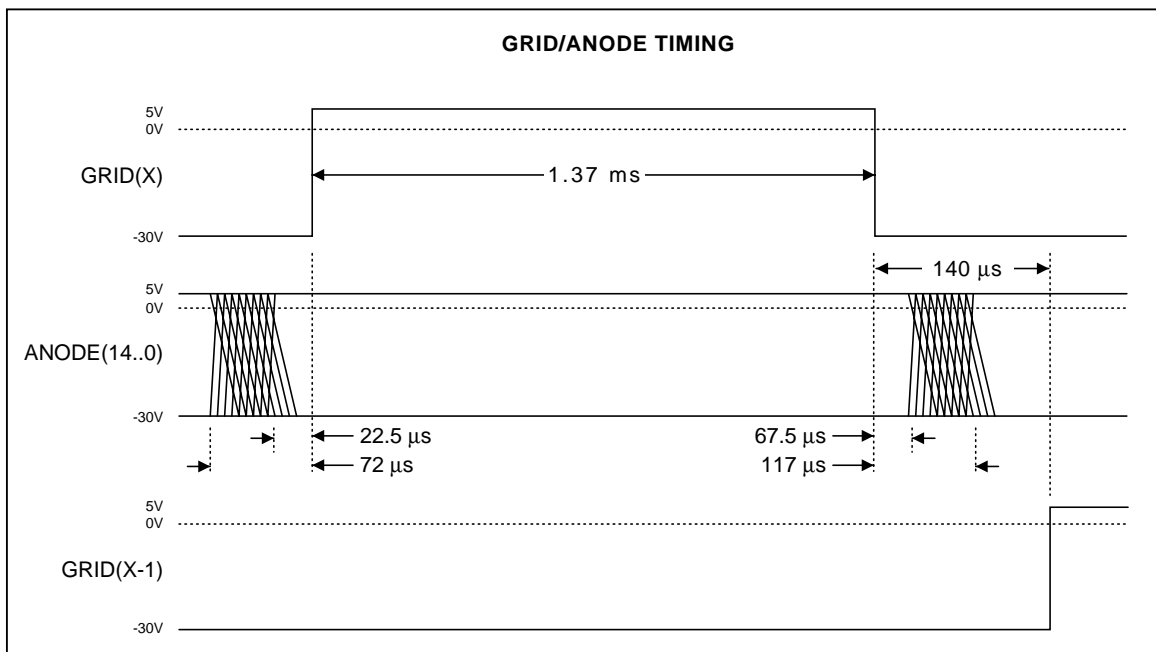 GRID/ANODE TIMING
5V
0V
GRID(X)
1.37 ms
-30V
140 µs
5V
0V
ANODE(14..0)
-30V
22.5 µs
67.5 µs
72 µs
117 µs
5V
0V
GRID(X-1)
-30V